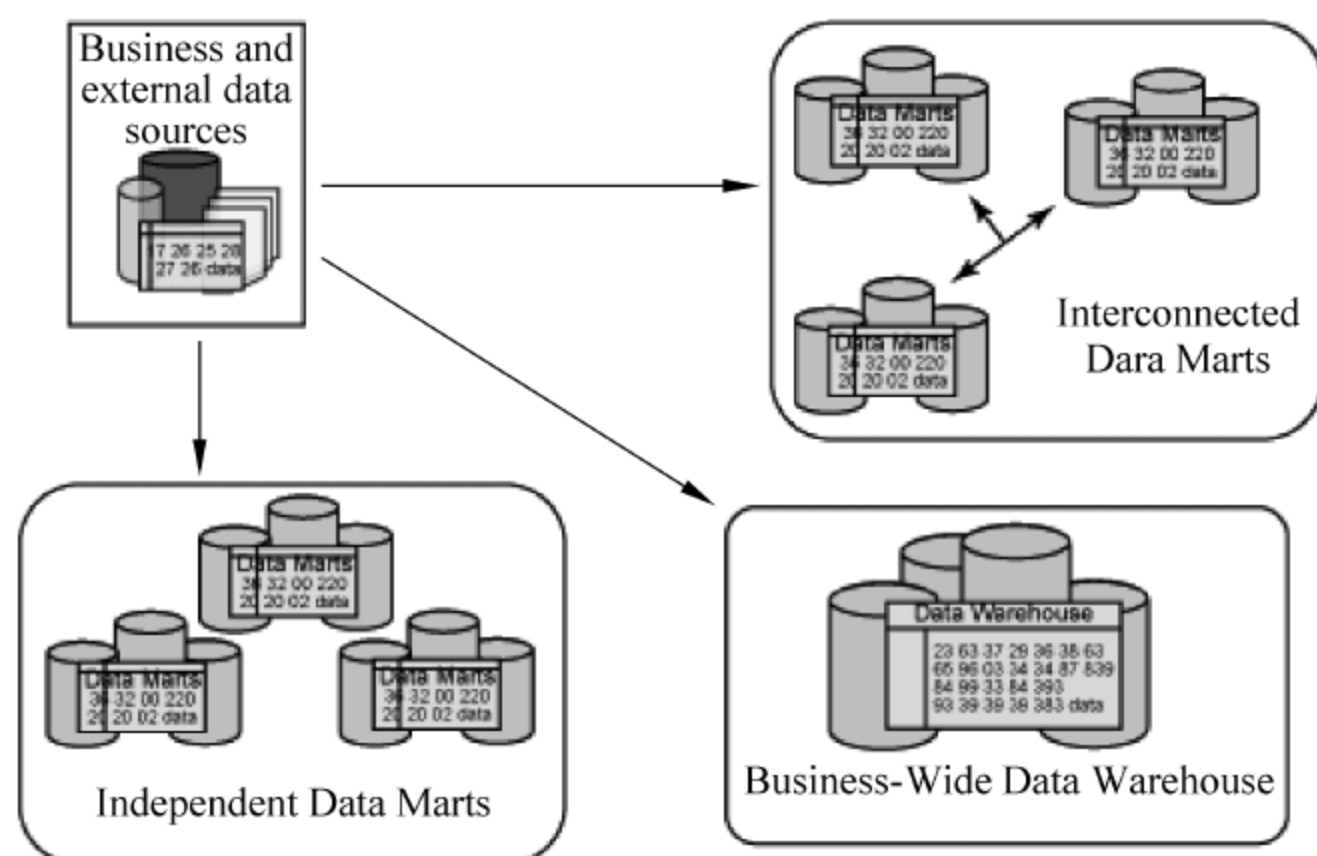 Business and
external data
sources
17 26 25 28
27 26 data
Data Marts
36 32 00 220
20 20 02 data
Data Marts
36 32 00 220
20 20 02 data
Data Marts
36 32 00 220
20 20 02 data
Interconnected
Dara Marts
Data Marts
36 32 00 220
20 20 02 data
Data Marts
36 32 00 220
20 20 02 data
Data Marts
36 32 00 220
20 20 02 data
Independent Data Marts
Data Warehouse
23 63 37 29 36 38 63
65 96 03 34 34 87 839
84 99 33 84 393
93 39 39 39 383 data
Business-Wide Data Warehouse